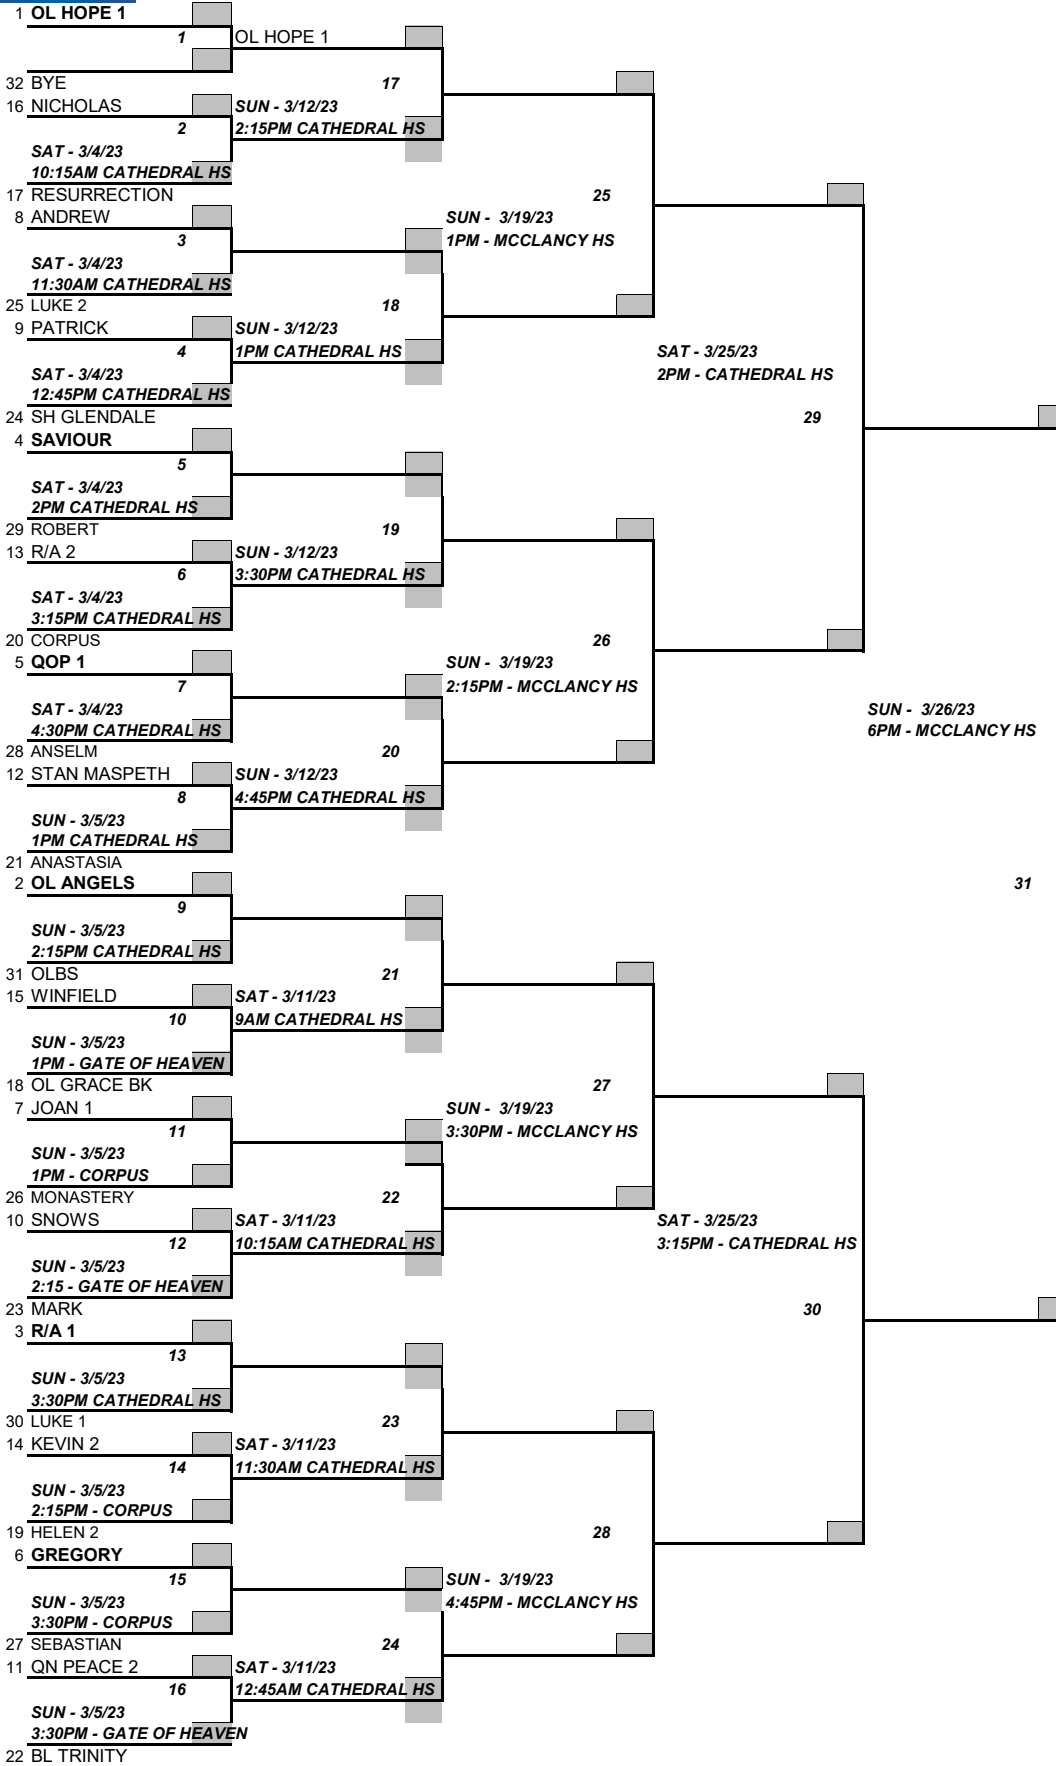 1 OL HOPE 1
1 OL HOPE 1
32 BYE 17
16 NICHOLAS SUN - 3/12/23
2 2:15PM CATHEDRAL HS
SAT - 3/4/23
10:15AM CATHEDRAL HS
17 RESURRECTION 25
8 ANDREW SUN - 3/19/23
3 1PM - MCCLANCY HS
SAT - 3/4/23
11:30AM CATHEDRAL HS
25 LUKE 2 18
9 PATRICK SUN - 3/12/23
4 1PM CATHEDRAL HS SAT - 3/25/23
SAT - 3/4/23 2PM - CATHEDRAL HS
12:45PM CATHEDRAL HS
24 SH GLENDALE 29
4 SAVIOUR
5
SAT - 3/4/23
2PM CATHEDRAL HS
29 ROBERT 19
13 R/A 2 SUN - 3/12/23
6 3:30PM CATHEDRAL HS
SAT - 3/4/23
3:15PM CATHEDRAL HS
20 CORPUS 26
5 QOP 1 SUN - 3/19/23
7 2:15PM - MCCLANCY HS
SAT - 3/4/23 SUN - 3/26/23
4:30PM CATHEDRAL HS 6PM - MCCLANCY HS
28 ANSELM 20
12 STAN MASPETH SUN - 3/12/23
8 4:45PM CATHEDRAL HS
SUN - 3/5/23
1PM CATHEDRAL HS
21 ANASTASIA
2 OL ANGELS 31
9
SUN - 3/5/23
2:15PM CATHEDRAL HS
31 OLBS 21
15 WINFIELD SAT - 3/11/23
10 9AM CATHEDRAL HS
SUN - 3/5/23
1PM - GATE OF HEAVEN
18 OL GRACE BK 27
7 JOAN 1 SUN - 3/19/23
11 3:30PM - MCCLANCY HS
SUN - 3/5/23
1PM - CORPUS
26 MONASTERY 22
10 SNOWS SAT - 3/11/23 SAT - 3/25/23
12 10:15AM CATHEDRAL HS 3:15PM - CATHEDRAL HS
SUN - 3/5/23
2:15 - GATE OF HEAVEN
23 MARK 30
3 R/A 1
13
SUN - 3/5/23
3:30PM CATHEDRAL HS
30 LUKE 1 23
14 KEVIN 2 SAT - 3/11/23
14 11:30AM CATHEDRAL HS
SUN - 3/5/23
2:15PM - CORPUS
19 HELEN 2 28
6 GREGORY
15 SUN - 3/19/23
SUN - 3/5/23 4:45PM - MCCLANCY HS
3:30PM - CORPUS
27 SEBASTIAN 24
11 QN PEACE 2 SAT - 3/11/23
16 12:45AM CATHEDRAL HS
SUN - 3/5/23
3:30PM - GATE OF HEAVEN
22 BL TRINITY